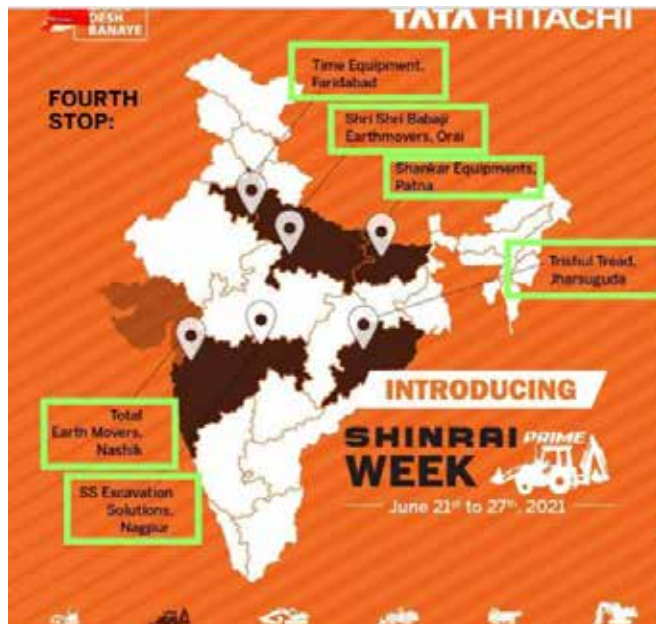 DESH
BANAYE
TATA HITACHI
FOURTH
STOP:
Time Equipment,
Faridabad
Shri Shri Babaji
Earthmovers, Orai
Shankar Equipments,
Patna
Trishul Tread,
Jharsuguda
Total
Earth Movers,
Nashik
SS Excavation
Solutions,
Nagpur
INTRODUCING
SHINRAI PRIME
WEEK
June 21st to 27th, 2021